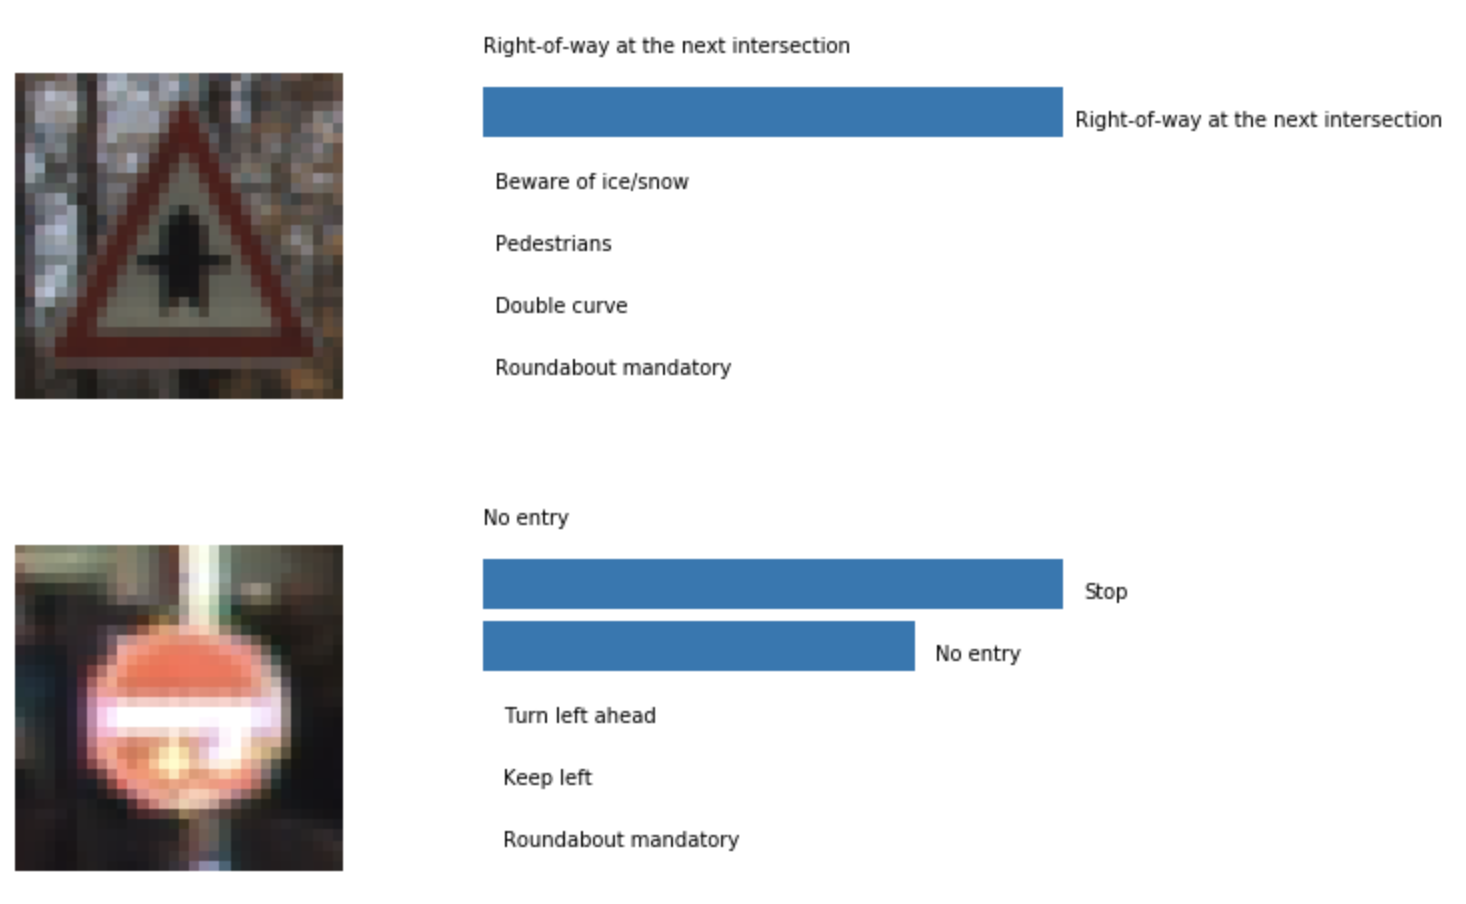 Right-of-way at the next intersection
Right-of-way at the next intersection
Beware of ice/snow
Pedestrians
Double curve
Roundabout mandatory
No entry
Stop
No entry
Turn left ahead
Keep left
Roundabout mandatory